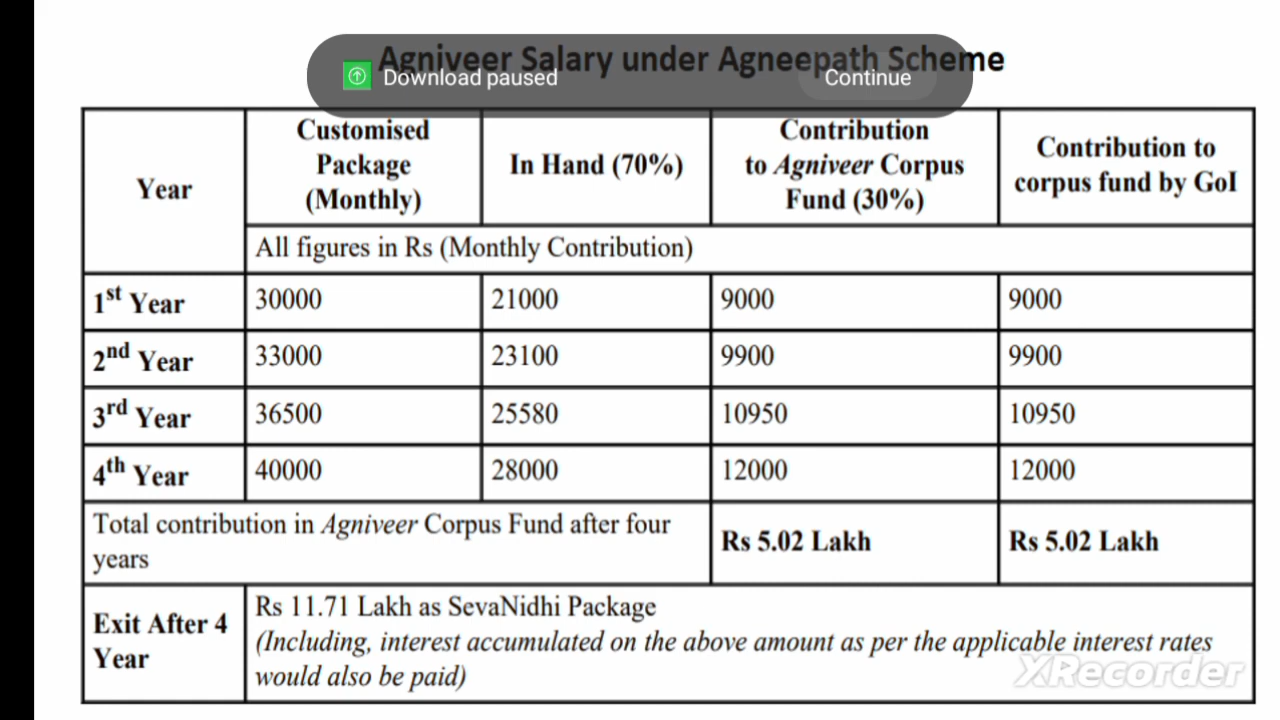 Agniveer Salary under Agneepath Scheme
Download paused Continue
Year
Customised
Package
(Monthly)
In Hand (70%)
Contribution
to Agniveer Corpus
Fund (30%)
Contribution to
corpus fund by GoI
All figures in Rs (Monthly Contribution)
1st Year 30000 21000 9000 9000
2nd Year 33000 23100 9900 9900
3rd Year 36500 25580 10950 10950
4th Year 40000 28000 12000 12000
Total contribution in Agniveer Corpus Fund after four
years
Rs 5.02 Lakh Rs 5.02 Lakh
Exit After 4
Year
Rs 11.71 Lakh as SevaNidhi Package
(Including, interest accumulated on the above amount as per the applicable interest rates
would also be paid)
XRecorder